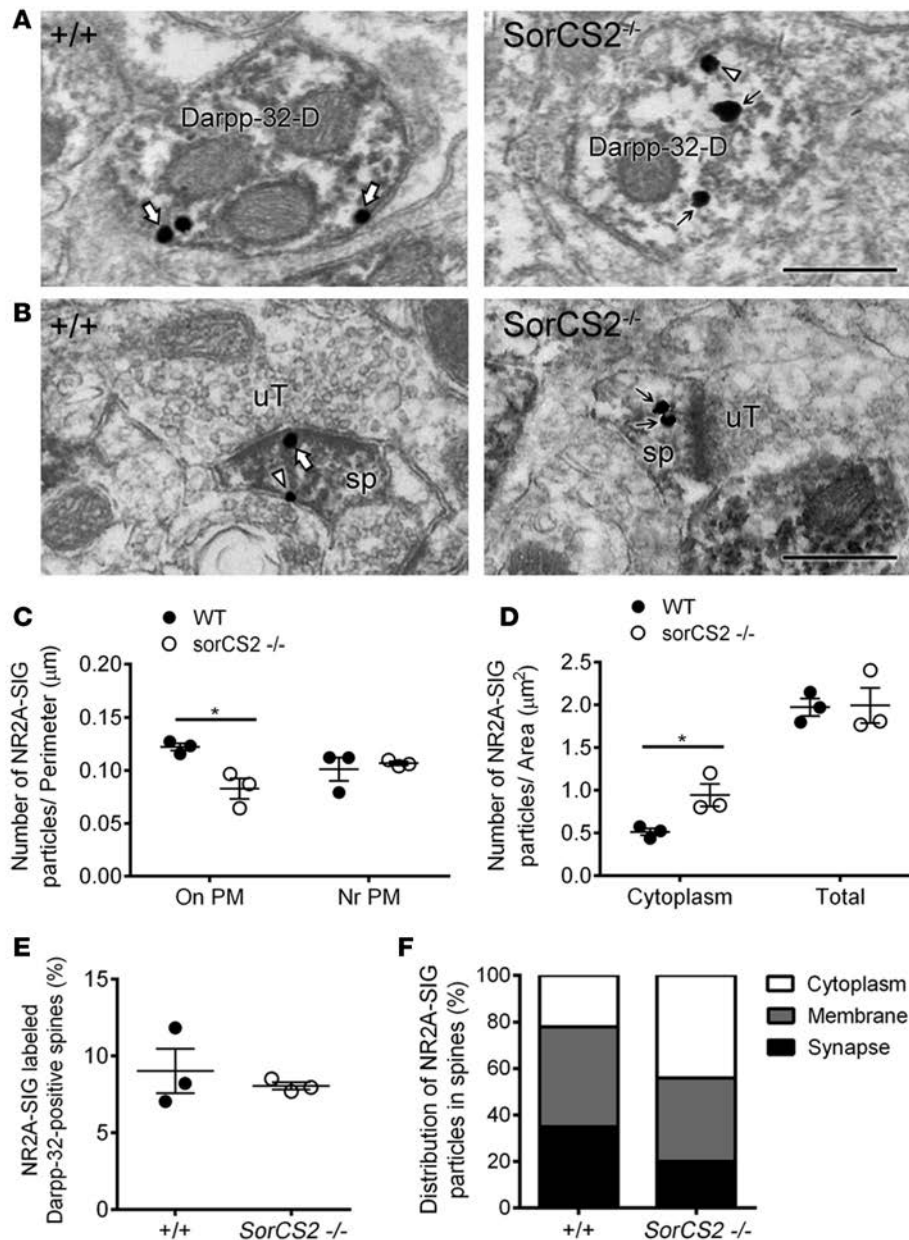 A
+/+
Darpp-32-D
SorCS2-/-
Darpp-32-D
B
+/+
uT
sp
SorCS2-/-
uT
sp
C
WT
sorCS2 -/-
Number of NR2A-SIG
particles/ Perimeter (μm)
0.20
0.15
0.10
0.05
0.00
*
On PM
Nr PM
D
WT
sorCS2 -/-
Number of NR2A-SIG
particles/ Area (μm²)
2.5
2.0
1.5
1.0
0.5
0.0
*
Cytoplasm
Total
E
NR2A-SIG labeled
Darpp-32-positive spines (%)
15
10
5
0
+/+
SorCS2 -/-
F
Distribution of NR2A-SIG
particles in spines (%)
100
80
60
40
20
0
+/+
SorCS2 -/-
Cytoplasm
Membrane
Synapse